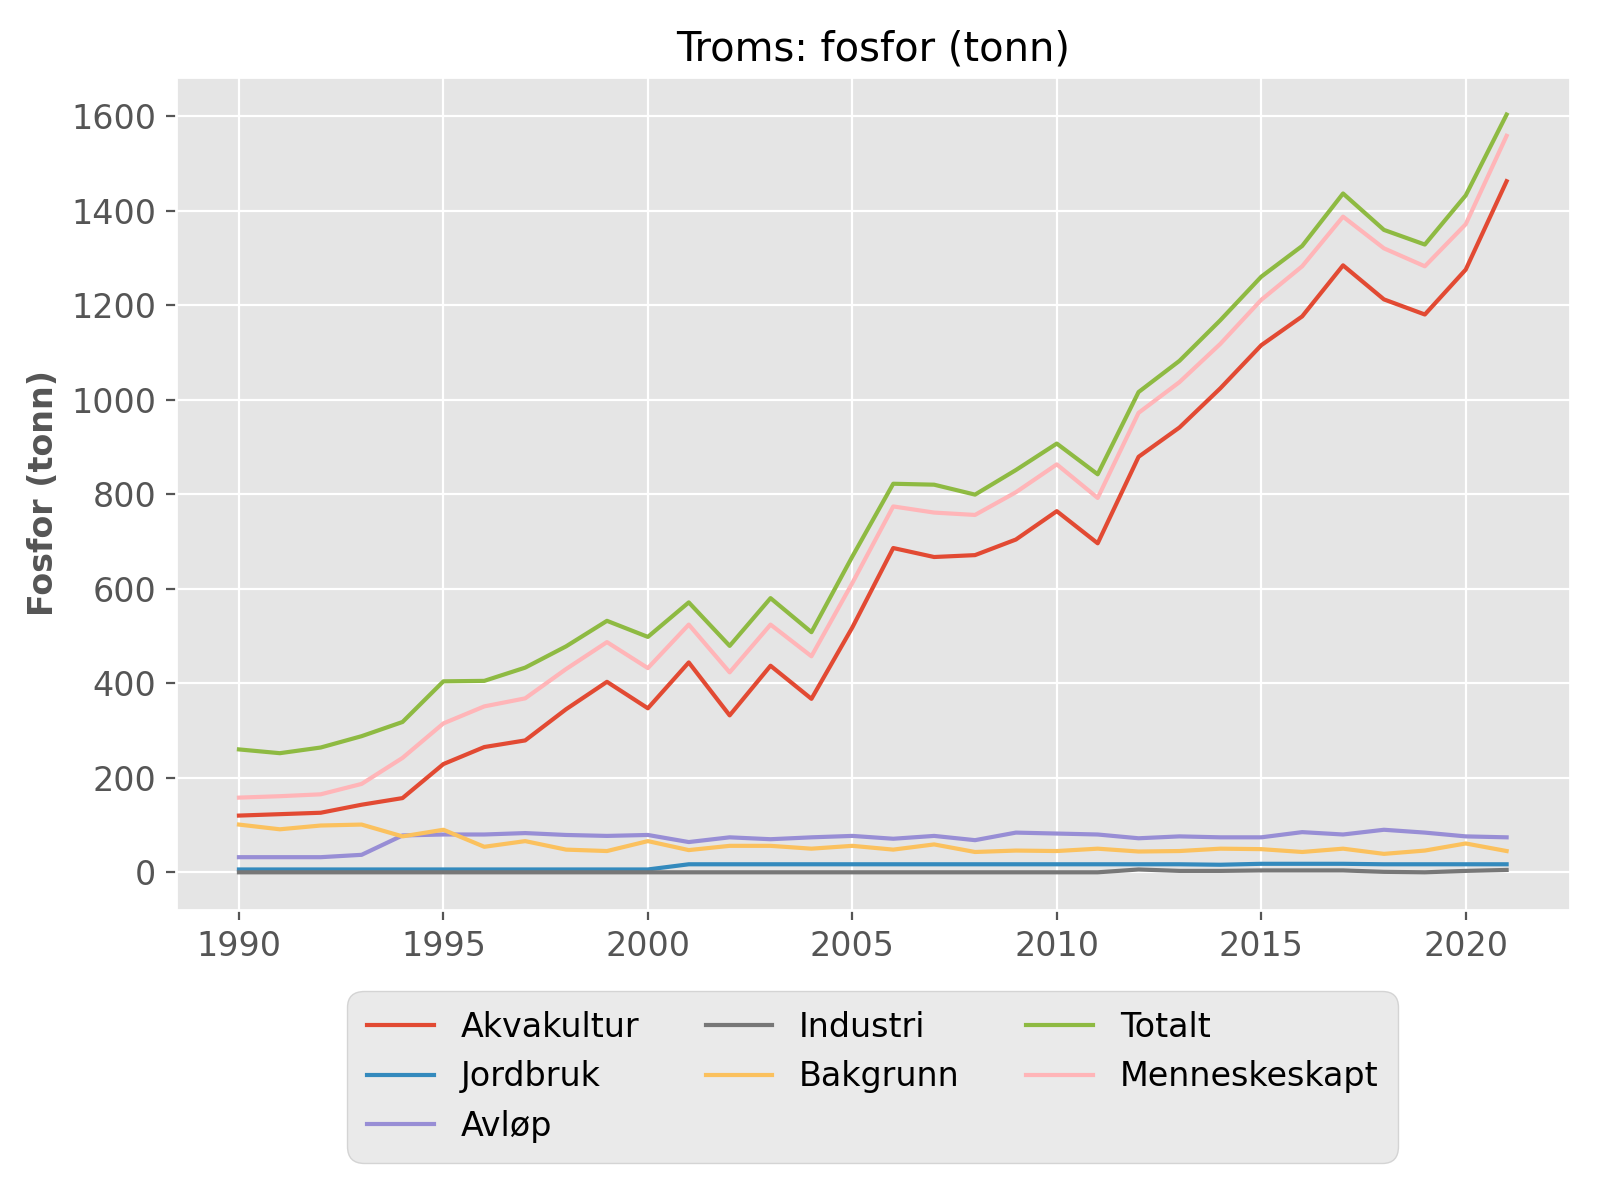 Troms: fosfor (tonn)
Fosfor (tonn)
1600
1400
1200
1000
800
600
400
200
0
1990 1995 2000 2005 2010 2015 2020
Akvakultur Industri Totalt
Jordbruk Bakgrunn Menneskeskapt
Avløp